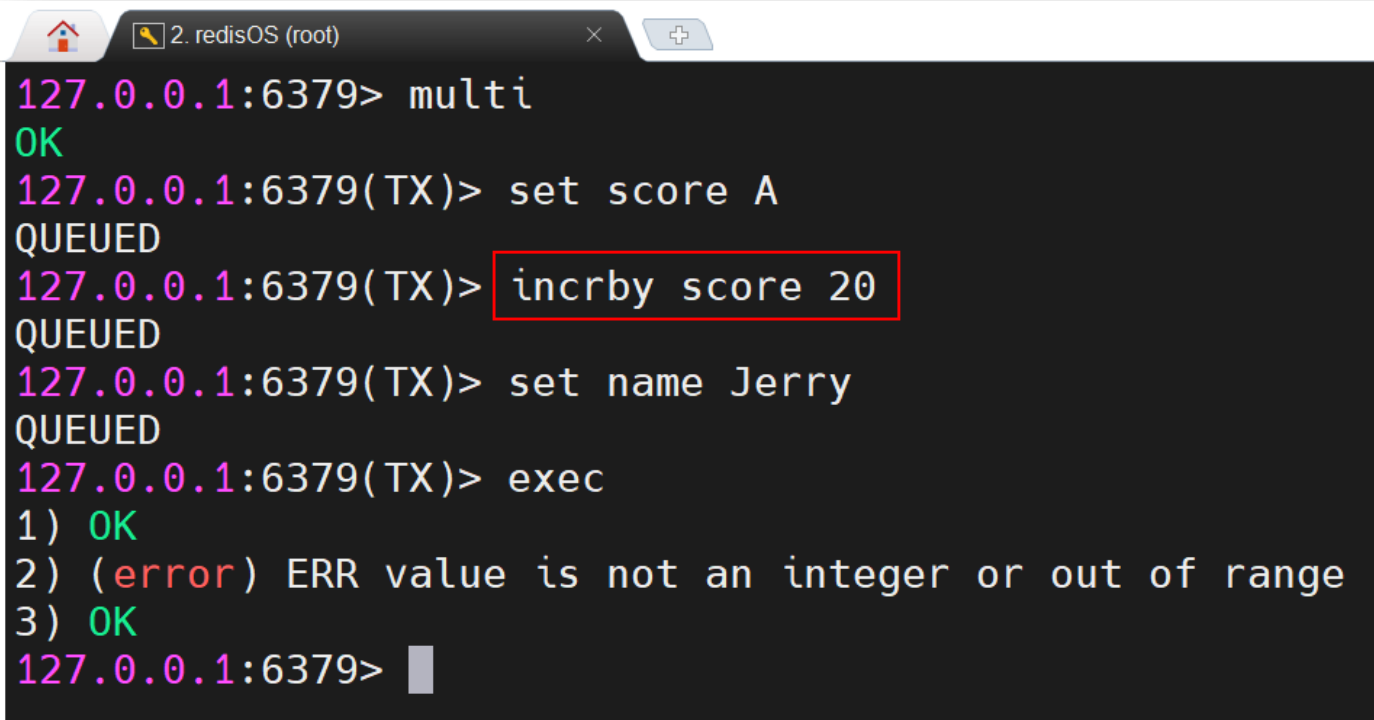 2. redisOS (root)
127.0.0.1:6379> multi
OK
127.0.0.1:6379(TX)> set score A
QUEUED
127.0.0.1:6379(TX)> incrby score 20
QUEUED
127.0.0.1:6379(TX)> set name Jerry
QUEUED
127.0.0.1:6379(TX)> exec
1) OK
2) (error) ERR value is not an integer or out of range
3) OK
127.0.0.1:6379>